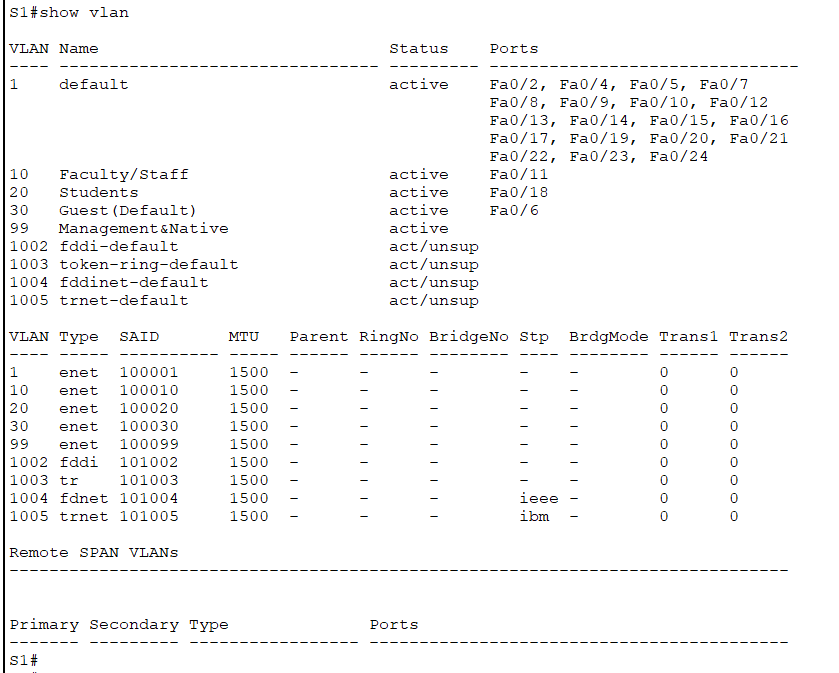 S1#show vlan
VLAN Name                             Status    Ports
---- -------------------------------- --------- -------------------------------
1    default                          active    Fa0/2, Fa0/4, Fa0/5, Fa0/7
                                                Fa0/8, Fa0/9, Fa0/10, Fa0/12
                                                Fa0/13, Fa0/14, Fa0/15, Fa0/16
                                                Fa0/17, Fa0/19, Fa0/20, Fa0/21
                                                Fa0/22, Fa0/23, Fa0/24
10   Faculty/Staff                    active    Fa0/11
20   Students                         active    Fa0/18
30   Guest(Default)                   active    Fa0/6
99   Management&Native                active
1002 fddi-default                     act/unsup
1003 token-ring-default               act/unsup
1004 fddinet-default                  act/unsup
1005 trnet-default                    act/unsup
VLAN Type  SAID       MTU   Parent RingNo BridgeNo Stp  BrdgMode Trans1 Trans2
---- ----- ---------- ----- ------ ------ -------- ---- -------- ------ ------
1    enet  100001     1500  -      -      -        -    -        0      0
10   enet  100010     1500  -      -      -        -    -        0      0
20   enet  100020     1500  -      -      -        -    -        0      0
30   enet  100030     1500  -      -      -        -    -        0      0
99   enet  100099     1500  -      -      -        -    -        0      0
1002 fddi  101002     1500  -      -      -        -    -        0      0
1003 tr    101003     1500  -      -      -        -    -        0      0
1004 fdnet 101004     1500  -      -      -        ieee -        0      0
1005 trnet 101005     1500  -      -      -        ibm  -        0      0
Remote SPAN VLANs
------------------------------------------------------------------------------
Primary Secondary Type              Ports
------- --------- ----------------- ------------------------------------------
S1#